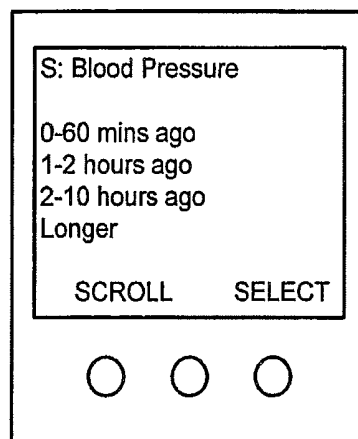 S: Blood Pressure
0-60 mins ago
1-2 hours ago
2-10 hours ago
Longer
SCROLL SELECT